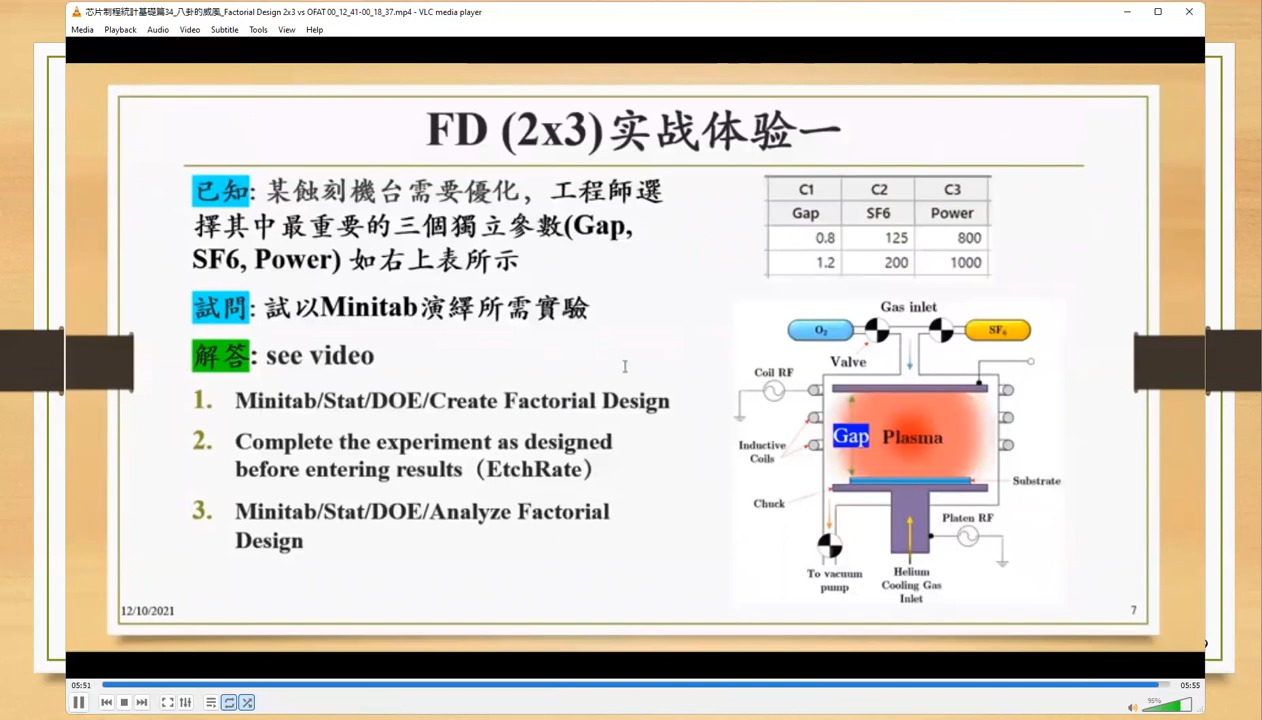 芯片制程統計基礎篇34_八卦的威風_Factorial Design 2x3 vs OFAT 00_12_41-00_18_37.mp4 - VLC media player
Media Playback Audio Video Subtitle Tools View Help
FD (2x3)实战体验一
已知: 某蝕刻機台需要優化, 工程師選
擇其中最重要的三個獨立參數(Gap,
SF6, Power) 如右上表所示
試問: 試以Minitab演繹所需實驗
解答: see video
1. Minitab/Stat/DOE/Create Factorial Design
2. Complete the experiment as designed
before entering results（EtchRate）
3. Minitab/Stat/DOE/Analyze Factorial
Design
C1 C2 C3
Gap SF6 Power
0.8 125 800
1.2 200 1000
Gas inlet
O₂
SF₆
Valve
Coil RF
Gap Plasma
Inductive
Coils
Substrate
Chuck
Platen RF
To vacuum
pump
Helium
Cooling Gas
Inlet
12/10/2021
7
05:51
05:55
95%